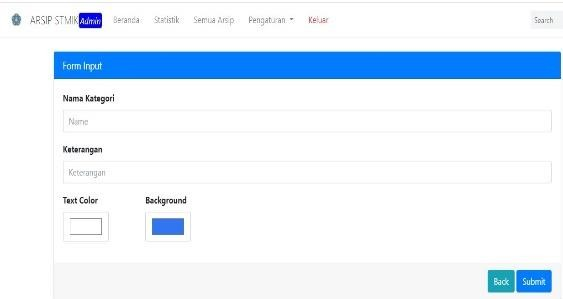 ARSIP STMIK Admin Beranda Statistik Semua Arsip Pengaturan Keluar Search
Form Input
Nama Kategori
Name
Keterangan
Keterangan
Text Color Background
Back Submit